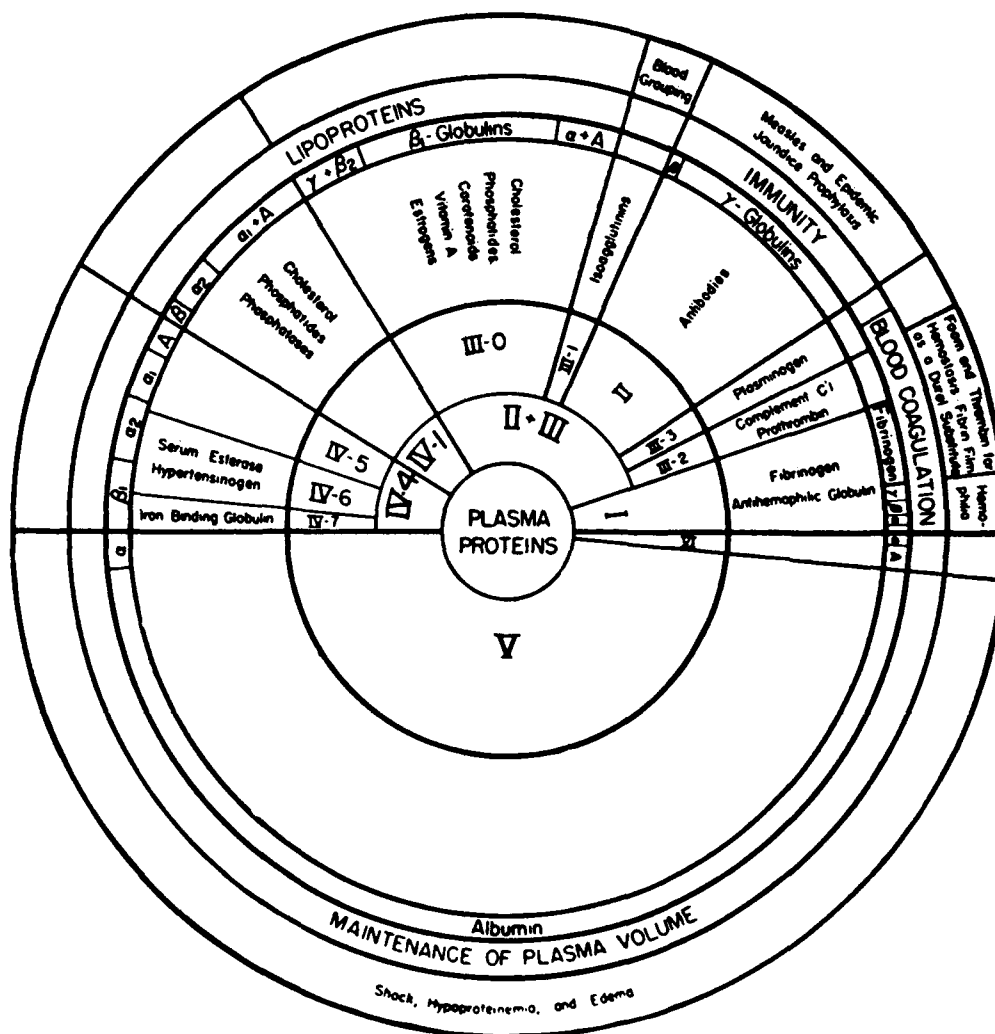 PLASMA
PROTEINS
I
II + III
IV-1
IV-4
V
VI
II
III-0
III-1
III-2
III-3
IV-5
IV-6
IV-7
Fibrinogen
Antihemophilic Globulin
Complement C'1
Prothrombin
Plasminogen
Antibodies
Isoagglutinins
Cholesterol
Phosphatides
Carotenoids
Vitamin A
Estrogens
Cholesterol
Phosphatides
Phosphatases
Serum Esterase
Hypertensinogen
Iron Binding Globulin
α
β₁
α₂
α₁
A
β
α₂
α₁ + A
γ + β₂
β₁ - Globulins
α + A
β
γ - Globulins
Fibrinogen
γ
β
α
α
A
Albumin
LIPOPROTEINS
IMMUNITY
BLOOD COAGULATION
MAINTENANCE OF PLASMA VOLUME
Blood
Grouping
Measles and Epidemic
Jaundice Prophylaxis
Foam and Thrombin for
Hemostasis: Fibrin Film
as a Dural Substitute
Hemo-
philia
Shock, Hypoproteinemia, and Edema